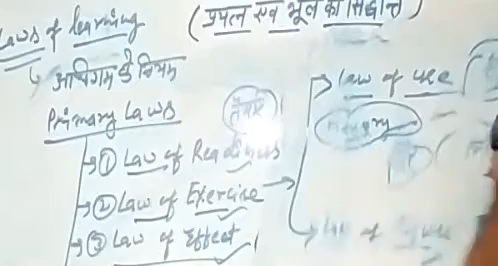 Laws of learning (प्रयत्न एवं भूल का सिद्धान्त)
अधिगम के नियम
Primary Laws
① Law of Readiness
② Law of Exercise → Law of use
③ Law of Effect